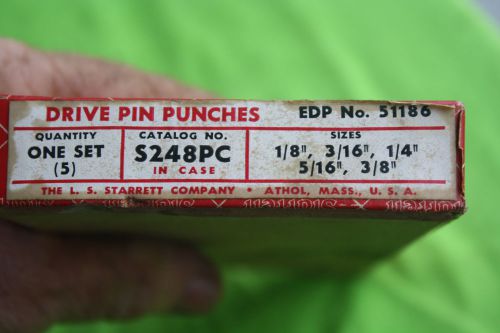 DRIVE PIN PUNCHES EDP No. 51186
QUANTITY
ONE SET
(5)
CATALOG NO.
S248PC
IN CASE
SIZES
1/8", 3/16", 1/4"
5/16", 3/8"
THE L. S. STARRETT COMPANY • ATHOL, MASS., U. S. A.